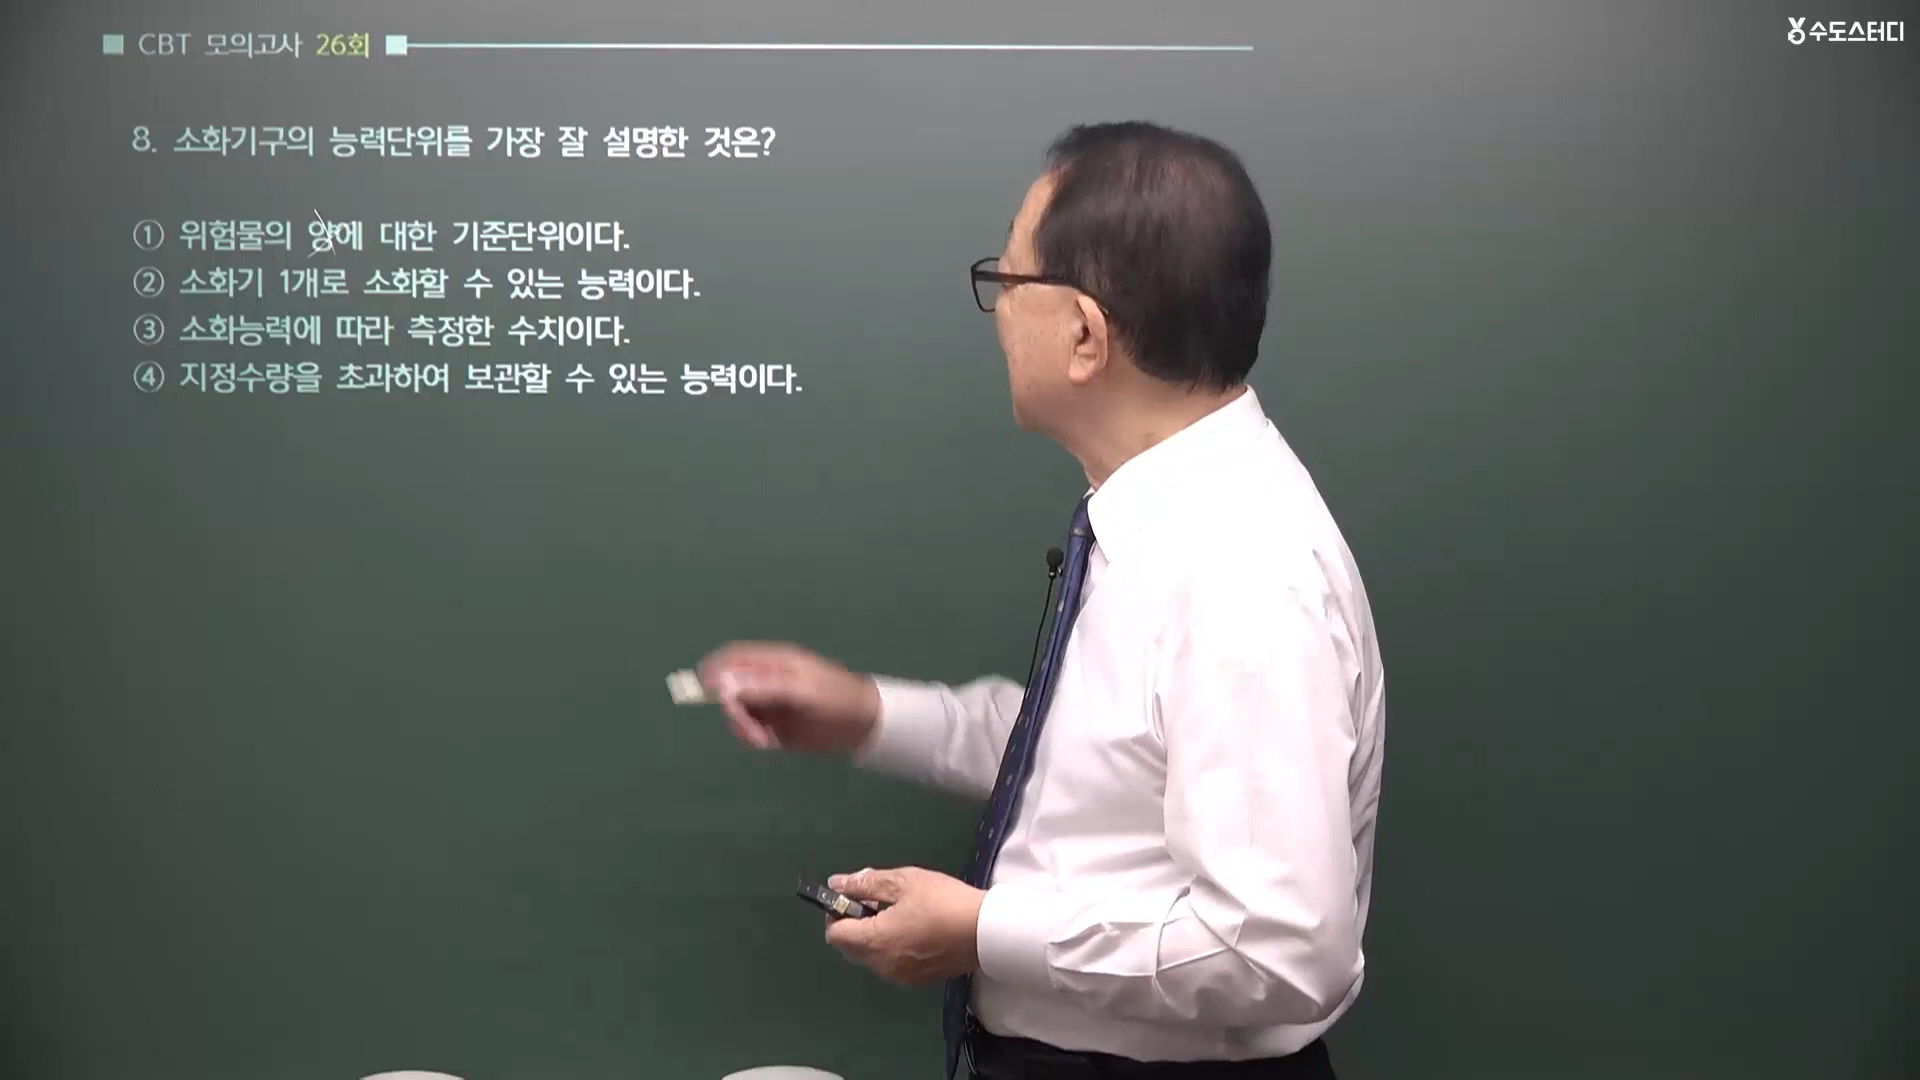 CBT 모의고사 26회
수도스터디
8. 소화기구의 능력단위를 가장 잘 설명한 것은?
① 위험물의 양에 대한 기준단위이다.
② 소화기 1개로 소화할 수 있는 능력이다.
③ 소화능력에 따라 측정한 수치이다.
④ 지정수량을 초과하여 보관할 수 있는 능력이다.